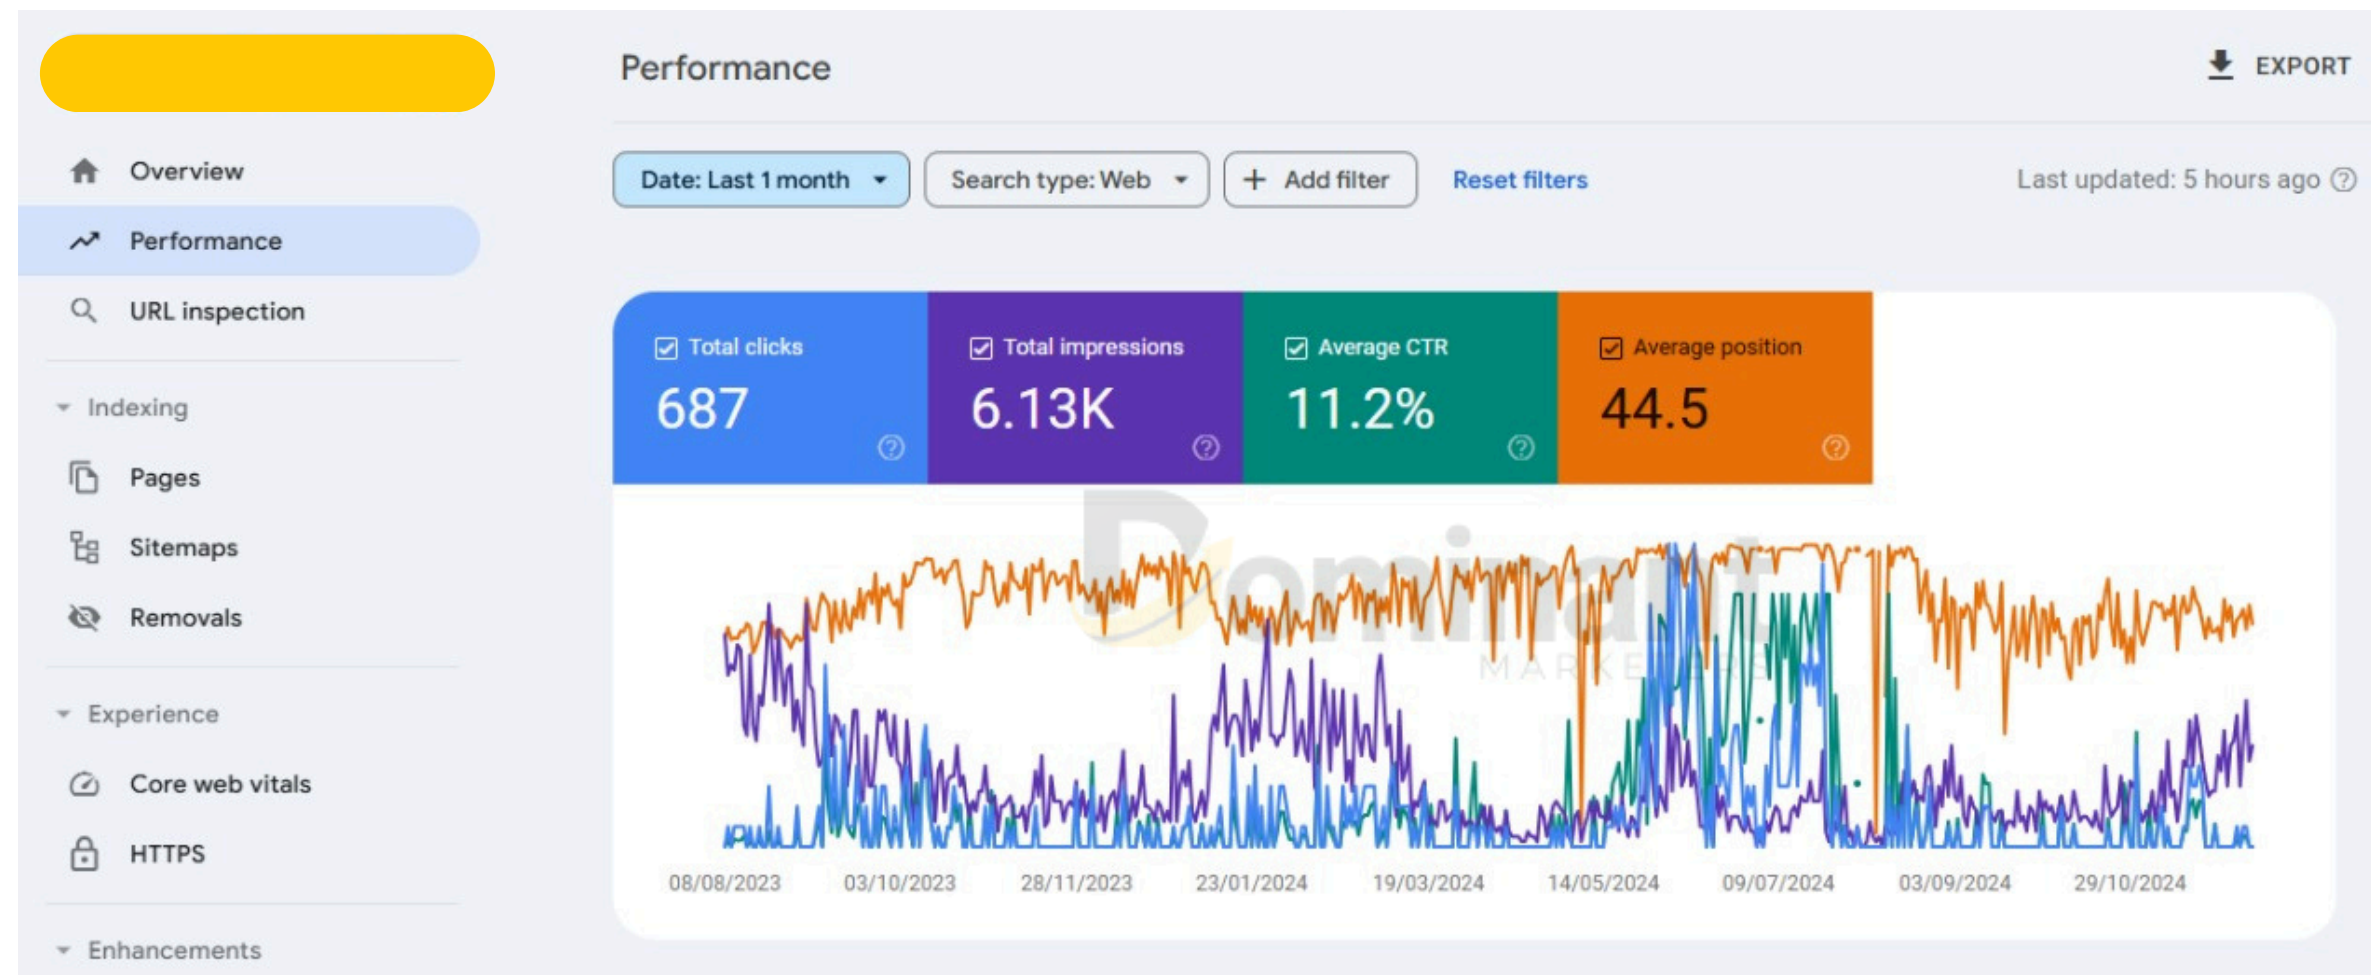 Performance
EXPORT
Overview
Performance
URL inspection
Indexing
Pages
Sitemaps
Removals
Experience
Core web vitals
HTTPS
Enhancements
Date: Last 1 month
Search type: Web
+ Add filter
Reset filters
Last updated: 5 hours ago
Total clicks
687
Total impressions
6.13K
Average CTR
11.2%
Average position
44.5
Dominant
MARKETERS
08/08/2023 03/10/2023 28/11/2023 23/01/2024 19/03/2024 14/05/2024 09/07/2024 03/09/2024 29/10/2024